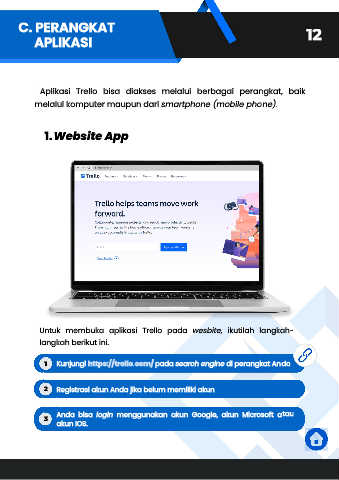 C. PERANGKAT
APLIKASI
12
Aplikasi Trello bisa diakses melalui berbagai perangkat, baik
melalui komputer maupun dari smartphone (mobile phone).
1. Website App
Trello
Trello helps teams move work
forward.
Untuk membuka aplikasi Trello pada wesbite, ikutilah langkah-
langkah berikut ini.
1 Kunjungi https://trello.com/ pada search engine di perangkat Anda
2 Registrasi akun Anda jika belum memiliki akun
3 Anda bisa login menggunakan akun Google, akun Microsoft atau
akun iOS.